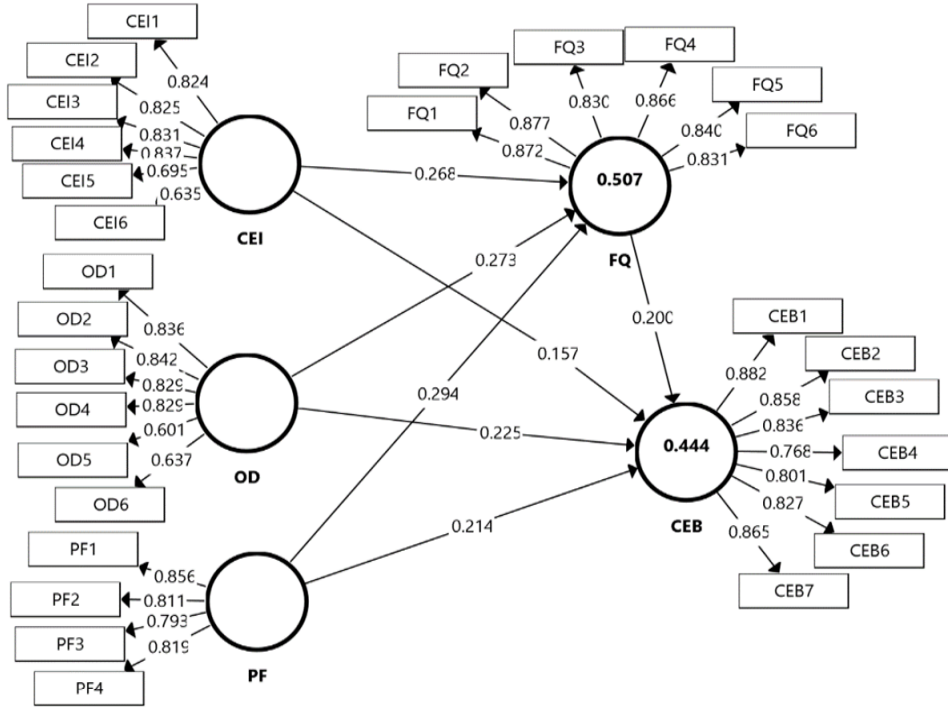 CEI1
CEI2
CEI3
CEI4
CEI5
CEI6
0.824
0.825
0.831
0.837
0.695
0.635
CEI
OD1
OD2
OD3
OD4
OD5
OD6
0.836
0.842
0.829
0.829
0.601
0.637
OD
PF1
PF2
PF3
PF4
0.856
0.811
0.793
0.819
PF
0.268
0.273
0.157
0.294
0.225
0.214
0.200
FQ1
FQ2
FQ3
FQ4
FQ5
FQ6
0.872
0.877
0.830
0.866
0.840
0.831
0.507
FQ
CEB1
CEB2
CEB3
CEB4
CEB5
CEB6
CEB7
0.882
0.858
0.836
0.768
0.801
0.827
0.865
0.444
CEB